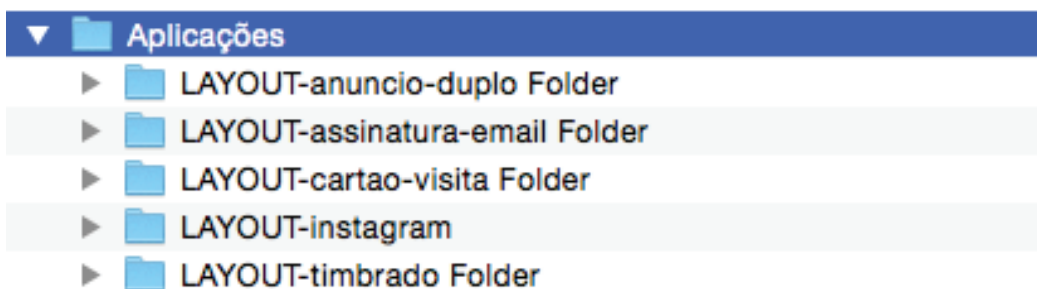 Aplicações
LAYOUT-anuncio-duplo Folder
LAYOUT-assinatura-email Folder
LAYOUT-cartao-visita Folder
LAYOUT-instagram
LAYOUT-timbrado Folder